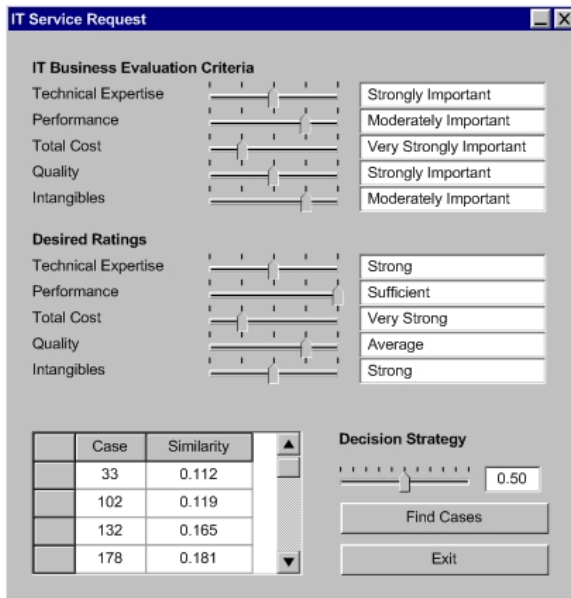 IT Service Request
IT Business Evaluation Criteria
Technical Expertise Strongly Important
Performance Moderately Important
Total Cost Very Strongly Important
Quality Strongly Important
Intangibles Moderately Important
Desired Ratings
Technical Expertise Strong
Performance Sufficient
Total Cost Very Strong
Quality Average
Intangibles Strong
Case Similarity
33 0.112
102 0.119
132 0.165
178 0.181
Decision Strategy
0.50
Find Cases
Exit